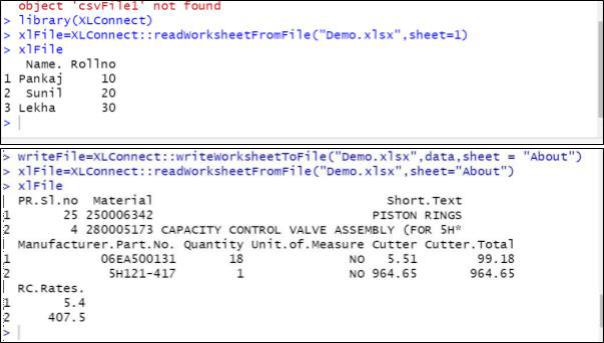 object 'csvFile1' not found
> library(XLConnect)
> xlFile=XLConnect::readWorksheetFromFile("Demo.xlsx",sheet=1)
> xlFile
Name. Rollno
1 Pankaj 10
2 Sunil 20
3 Lekha 30
>
> writeFile=XLConnect::writeWorksheetToFile("Demo.xlsx",data,sheet = "About")
> xlFile=XLConnect::readWorksheetFromFile("Demo.xlsx",sheet="About")
> xlFile
PR.Sl.no Material Short.Text
1 25 250006342 PISTON RINGS
2 4 280005173 CAPACITY CONTROL VALVE ASSEMBLY (FOR 5H*
Manufacturer.Part.No. Quantity Unit.of.Measure Cutter Cutter.Total
1 06EA500131 18 NO 5.51 99.18
2 5H121-417 1 NO 964.65 964.65
RC.Rates.
1 5.4
2 407.5
>